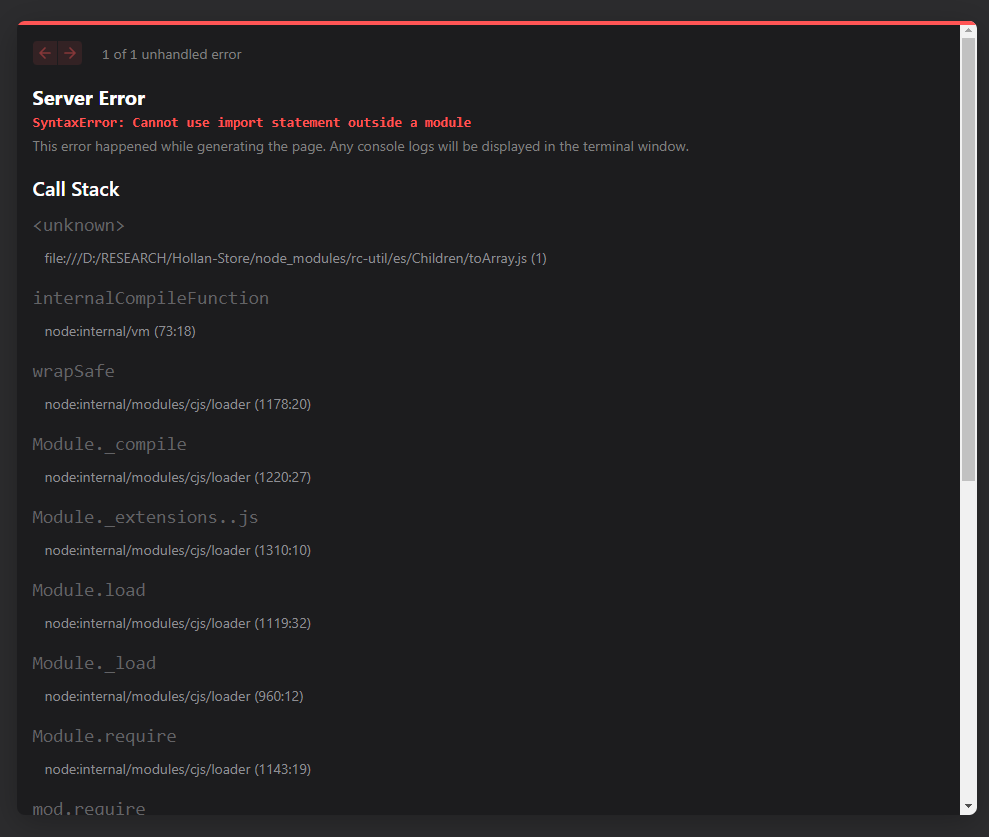 1 of 1 unhandled error
Server Error
SyntaxError: Cannot use import statement outside a module
This error happened while generating the page. Any console logs will be displayed in the terminal window.
Call Stack
<unknown>
file:///D:/RESEARCH/Hollan-Store/node_modules/rc-util/es/Children/toArray.js (1)
internalCompileFunction
node:internal/vm (73:18)
wrapSafe
node:internal/modules/cjs/loader (1178:20)
Module._compile
node:internal/modules/cjs/loader (1220:27)
Module._extensions..js
node:internal/modules/cjs/loader (1310:10)
Module.load
node:internal/modules/cjs/loader (1119:32)
Module._load
node:internal/modules/cjs/loader (960:12)
Module.require
node:internal/modules/cjs/loader (1143:19)
mod.require